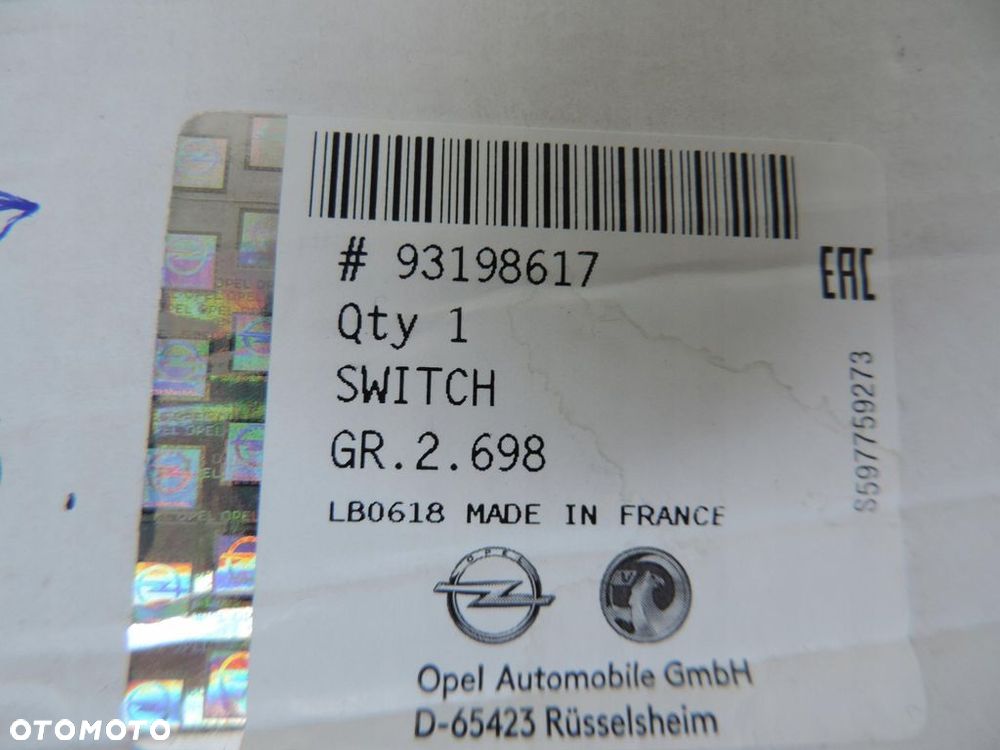 # 93198617
Qty 1
SWITCH
GR.2.698
LB0618 MADE IN FRANCE
EAC
S597759273
OPEL
V
Opel Automobile GmbH
D-65423 Rüsselsheim
OTOMOTO